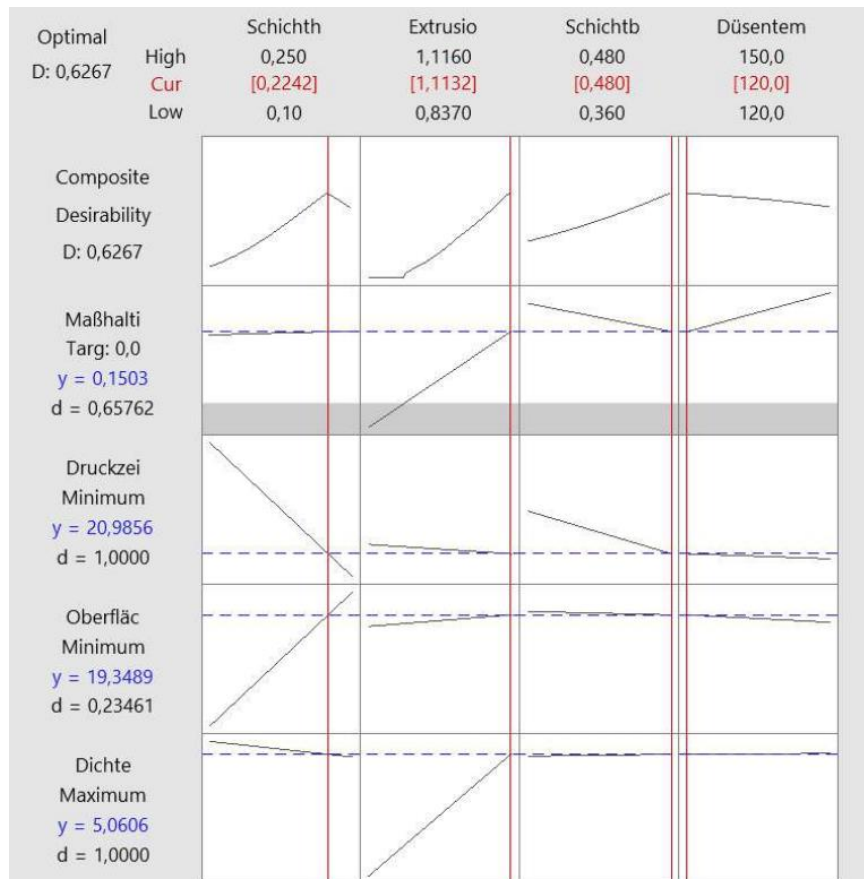 Optimal
D: 0,6267
Schichth Extrusio Schichtb Düsentem
High 0,250 1,1160 0,480 150,0
Cur [0,2242] [1,1132] [0,480] [120,0]
Low 0,10 0,8370 0,360 120,0
Composite
Desirability
D: 0,6267
Maßhalti
Targ: 0,0
y = 0,1503
d = 0,65762
Druckzei
Minimum
y = 20,9856
d = 1,0000
Oberfläc
Minimum
y = 19,3489
d = 0,23461
Dichte
Maximum
y = 5,0606
d = 1,0000